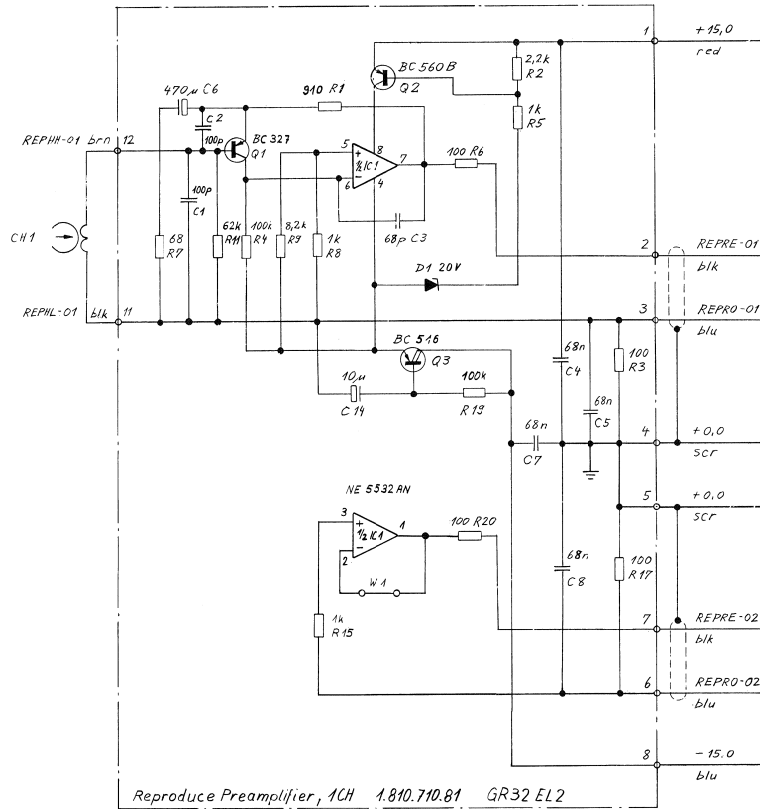 1 +15,0
red
BC 560B
Q2
2,2k
R2
1k
R5
470µ C6
910 R1
C2
100p
BC 327
Q1
REPHH-01 brn 12
5 + 8
½ IC1 7
6 - 4
100 R6
CH1
100p
C1
68
R7
62k
R11
100k
R4
8,2k
R9
1k
R8
68p C3
2 REPRE-01
blk
D1 20V
REPHL-01 blk 11
3 REPRO-01
blu
BC 516
Q3
68n
C4
100
R3
10µ
C14
100k
R19
68n
C5
68n
C7
4 +0,0
scr
5 +0,0
scr
NE 5532AN
3 +
½ IC1 1
2 -
100 R20
W1
68n
C8
100
R17
1k
R15
7 REPRE-02
blk
6 REPRO-02
blu
8 -15.0
blu
Reproduce Preamplifier, 1CH 1.810.710.81 GR32 EL2